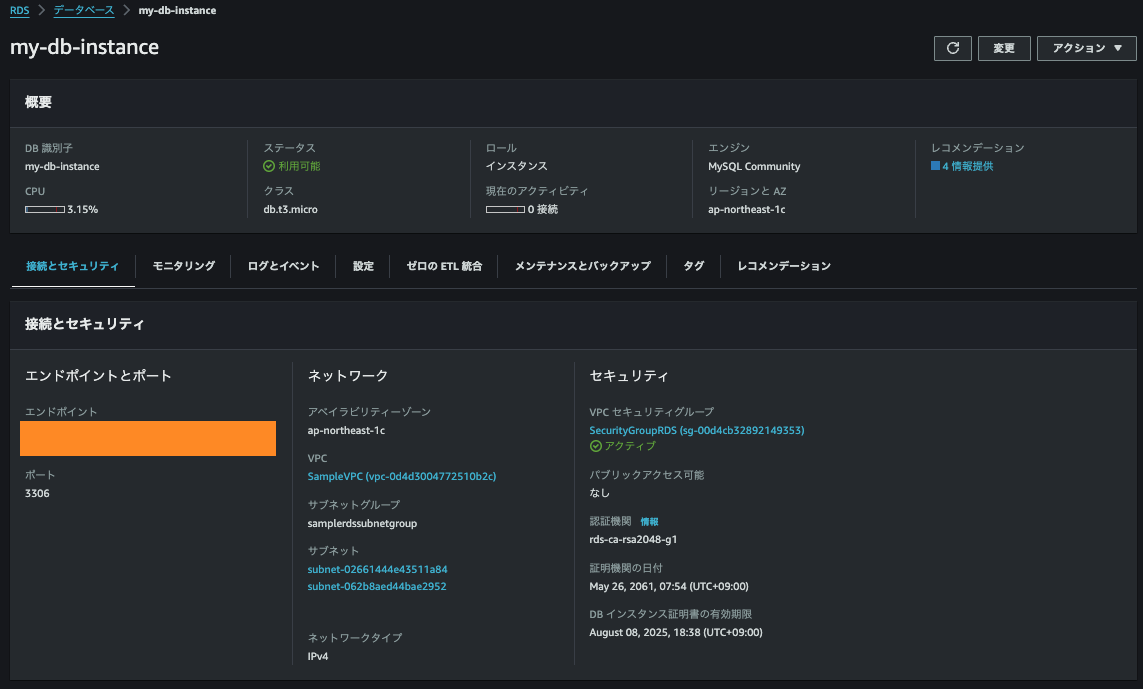 RDS > データベース > my-db-instance
my-db-instance
変更
アクション ▼
概要
DB 識別子
my-db-instance
CPU
3.15%
ステータス
利用可能
クラス
db.t3.micro
ロール
インスタンス
現在のアクティビティ
0 接続
エンジン
MySQL Community
リージョンと AZ
ap-northeast-1c
レコメンデーション
4 情報提供
接続とセキュリティ
モニタリング
ログとイベント
設定
ゼロの ETL 統合
メンテナンスとバックアップ
タグ
レコメンデーション
接続とセキュリティ
エンドポイントとポート
エンドポイント
ポート
3306
ネットワーク
アベイラビリティーゾーン
ap-northeast-1c
VPC
SampleVPC (vpc-0d4d3004772510b2c)
サブネットグループ
samplerdssubnetgroup
サブネット
subnet-02661444e43511a84
subnet-062b8aed44bae2952
ネットワークタイプ
IPv4
セキュリティ
VPC セキュリティグループ
SecurityGroupRDS (sg-00d4cb32892149353)
アクティブ
パブリックアクセス可能
なし
認証機関 情報
rds-ca-rsa2048-g1
証明機関の日付
May 26, 2061, 07:54 (UTC+09:00)
DB インスタンス証明書の有効期限
August 08, 2025, 18:38 (UTC+09:00)